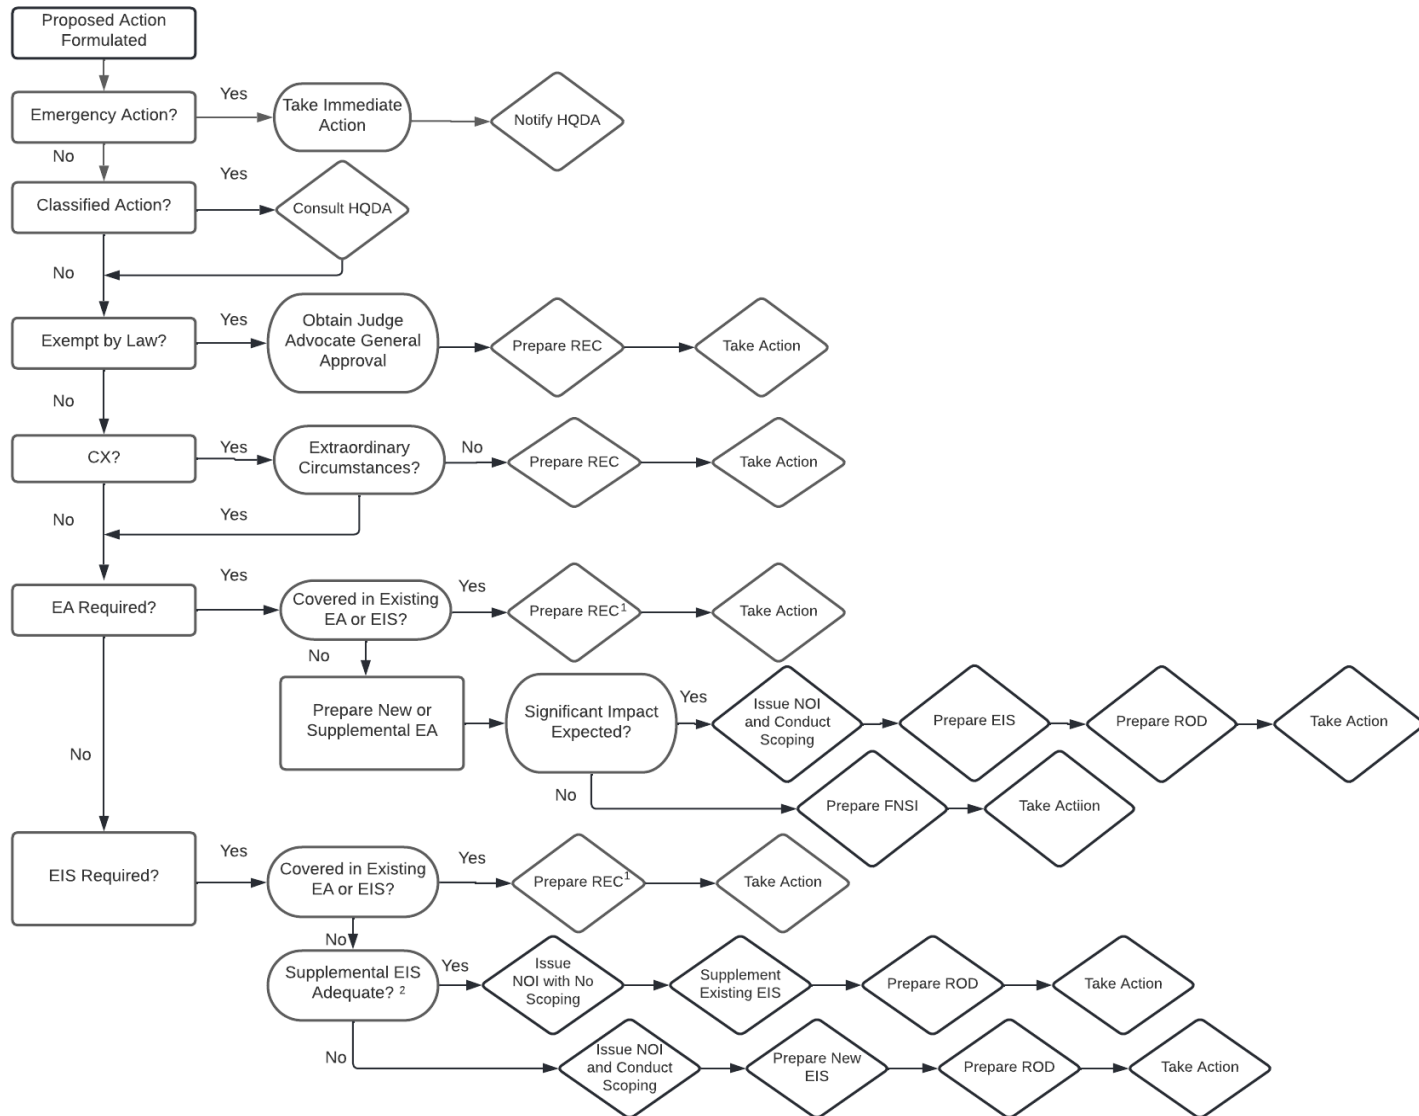 Proposed Action
Formulated
Emergency Action?
Yes
Take Immediate
Action
Notify HQDA
No
Classified Action?
Yes
Consult HQDA
No
Exempt by Law?
Yes
Obtain Judge
Advocate General
Approval
Prepare REC
Take Action
No
CX?
Yes
Extraordinary
Circumstances?
No
Prepare REC
Take Action
No
Yes
EA Required?
Yes
Covered in Existing
EA or EIS?
Yes
Prepare REC1
Take Action
No
Prepare New or
Supplemental EA
Significant Impact
Expected?
Yes
Issue NOI
and Conduct
Scoping
Prepare EIS
Prepare ROD
Take Action
No
Prepare FNSI
Take Actiion
No
EIS Required?
Yes
Covered in Existing
EA or EIS?
Yes
Prepare REC1
Take Action
No
Supplemental EIS
Adequate? 2
Yes
Issue
NOI with No
Scoping
Supplement
Existing EIS
Prepare ROD
Take Action
No
Issue NOI
and Conduct
Scoping
Prepare New
EIS
Prepare ROD
Take Action